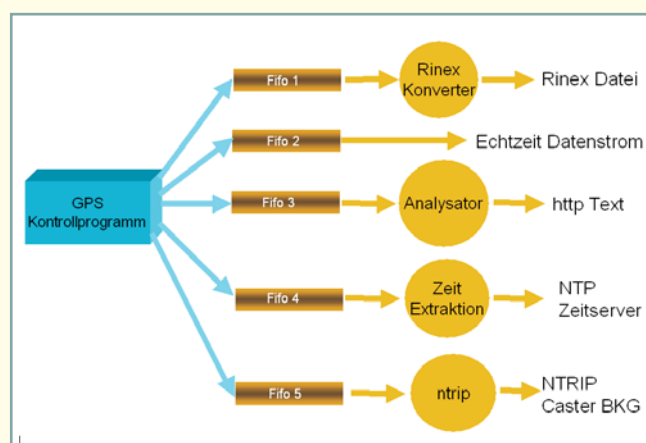 Fifo 1
Rinex
Konverter
Rinex Datei
Fifo 2
Echtzeit Datenstrom
GPS
Kontrollprogramm
Fifo 3
Analysator
http Text
Fifo 4
Zeit
Extraktion
NTP
Zeitserver
Fifo 5
ntrip
NTRIP
Caster BKG